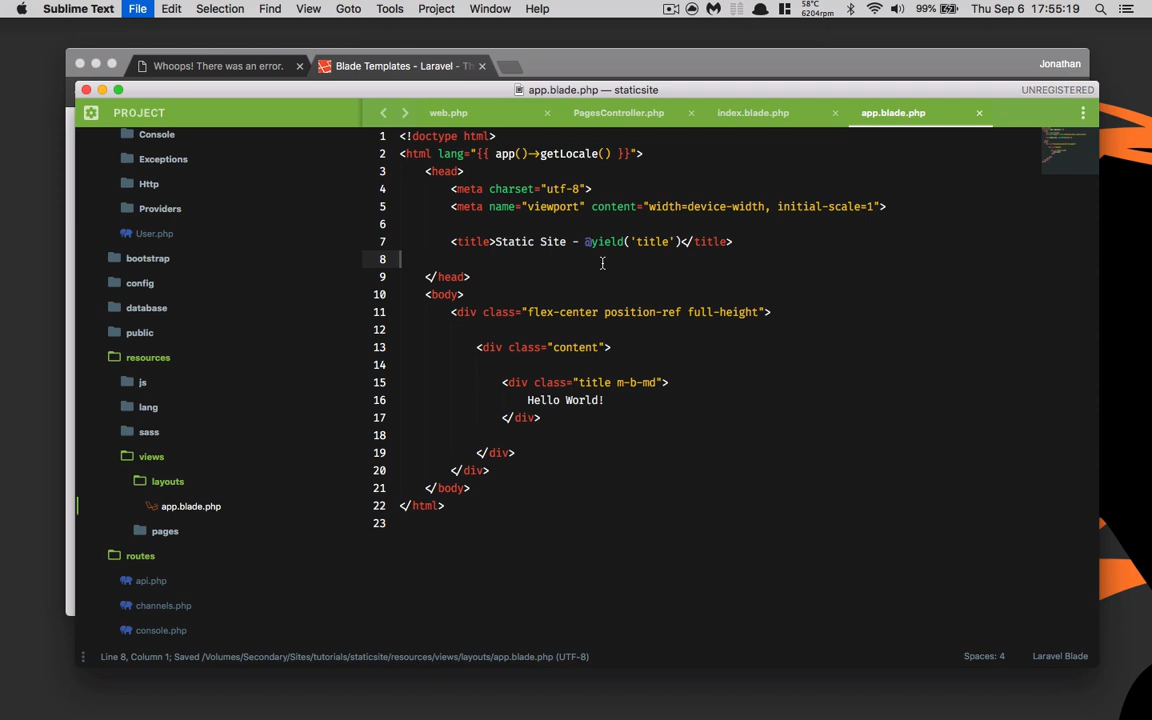 Sublime Text File Edit Selection Find View Goto Tools Project Window Help 58°C 6204rpm 99% Thu Sep 6 17:55:19
Whoops! There was an error. Blade Templates - Laravel - Th Jonathan
app.blade.php — staticsite UNREGISTERED
PROJECT web.php PagesController.php index.blade.php app.blade.php
Console
Exceptions
Http
Providers
User.php
bootstrap
config
database
public
resources
js
lang
sass
views
layouts
app.blade.php
pages
routes
api.php
channels.php
console.php
1 <!doctype html>
2 <html lang="{{ app()->getLocale() }}">
3 <head>
4 <meta charset="utf-8">
5 <meta name="viewport" content="width=device-width, initial-scale=1">
6
7 <title>Static Site - @yield('title')</title>
8
9 </head>
10 <body>
11 <div class="flex-center position-ref full-height">
12
13 <div class="content">
14
15 <div class="title m-b-md">
16 Hello World!
17 </div>
18
19 </div>
20 </div>
21 </body>
22 </html>
23
Line 8, Column 1; Saved /Volumes/Secondary/Sites/tutorials/staticsite/resources/views/layouts/app.blade.php (UTF-8) Spaces: 4 Laravel Blade